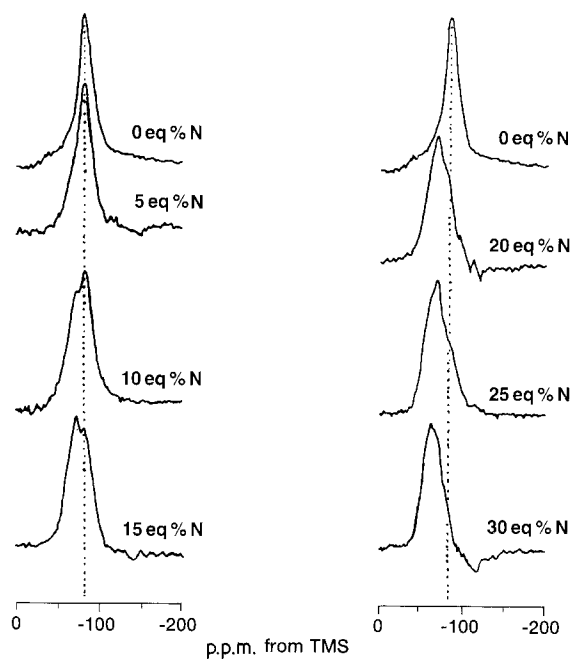 0 eq % N
5 eq % N
10 eq % N
15 eq % N
0 -100 -200
0 eq % N
20 eq % N
25 eq % N
30 eq % N
0 -100 -200
p.p.m. from TMS